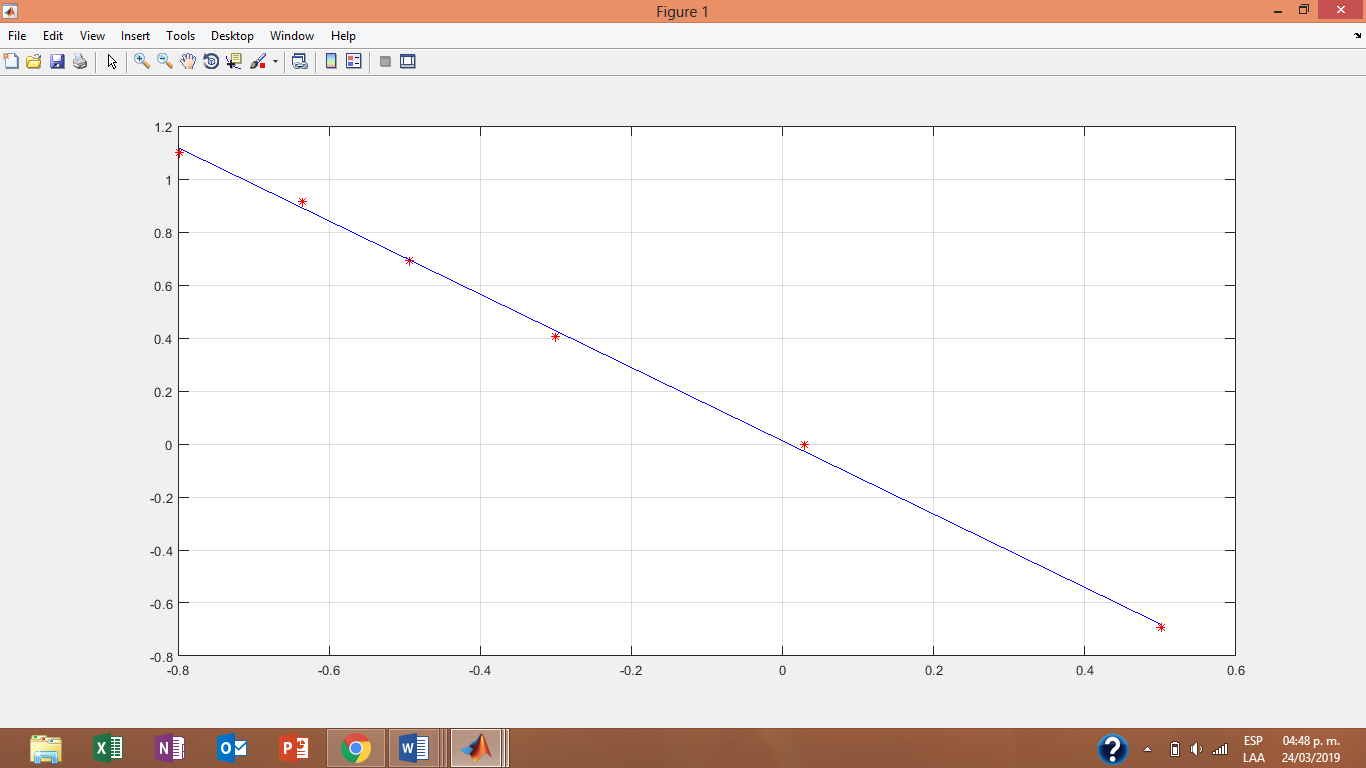 Figure 1
File Edit View Insert Tools Desktop Window Help
1.2
1
0.8
0.6
0.4
0.2
0
-0.2
-0.4
-0.6
-0.8
-0.8 -0.6 -0.4 -0.2 0 0.2 0.4 0.6
ESP 04:48 p. m.
LAA 24/03/2019